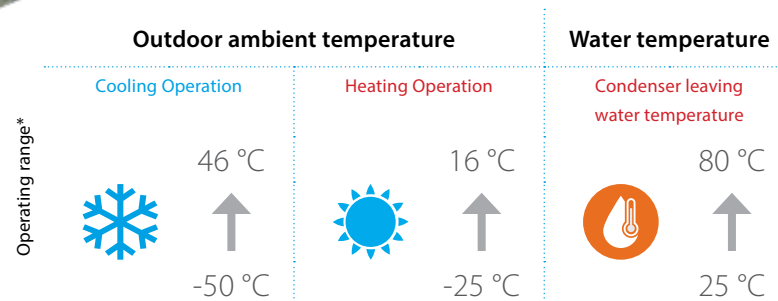 Outdoor ambient temperature
Water temperature
Cooling Operation
Heating Operation
Condenser leaving
water temperature
Operating range*
46 °C
16 °C
80 °C
-50 °C
-25 °C
25 °C